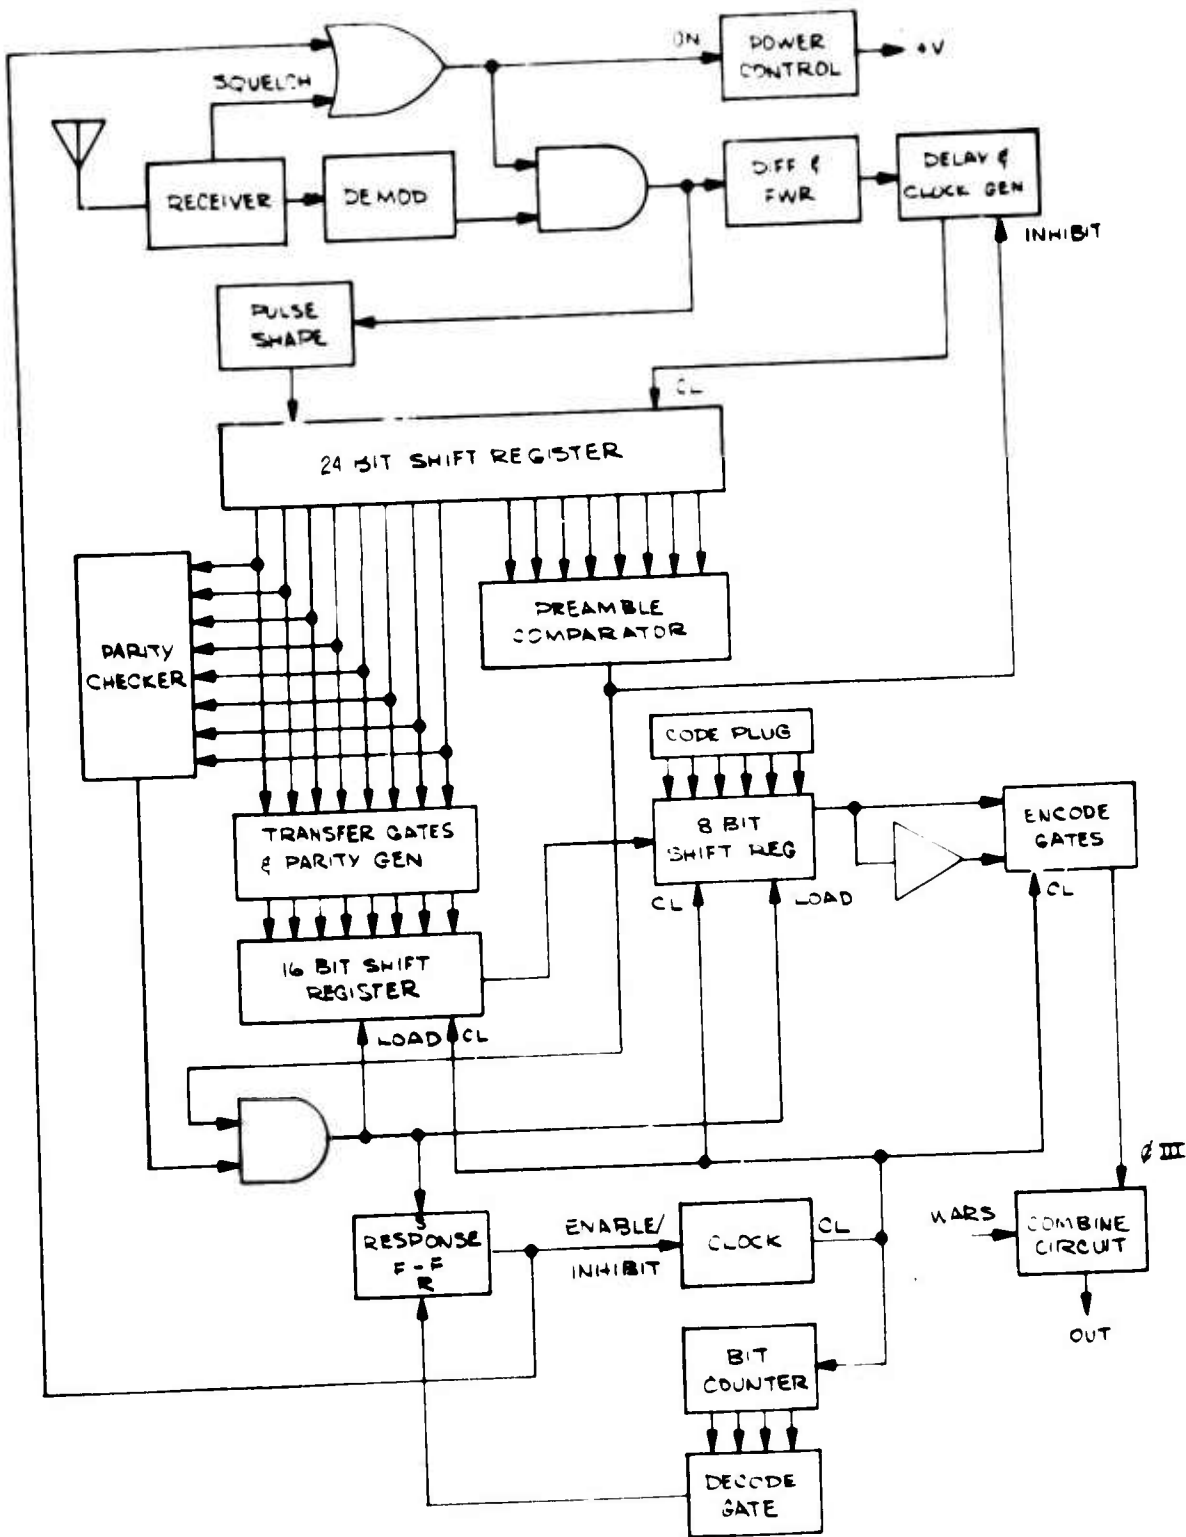 ON
POWER
CONTROL
+V
SQUELCH
RECEIVER
DEMOD
DIFF &
FWR
DELAY &
CLOCK GEN
INHIBIT
PULSE
SHAPE
CL
24 BIT SHIFT REGISTER
PREAMBLE
COMPARATOR
PARITY
CHECKER
CODE PLUG
8 BIT
SHIFT REG
ENCODE
GATES
TRANSFER GATES
& PARITY GEN
CL
LOAD
CL
16 BIT SHIFT
REGISTER
LOAD
CL
Ø III
S
RESPONSE
F-F
R
ENABLE/
INHIBIT
CLOCK
CL
WARS
COMBINE
CIRCUIT
OUT
BIT
COUNTER
DECODE
GATE